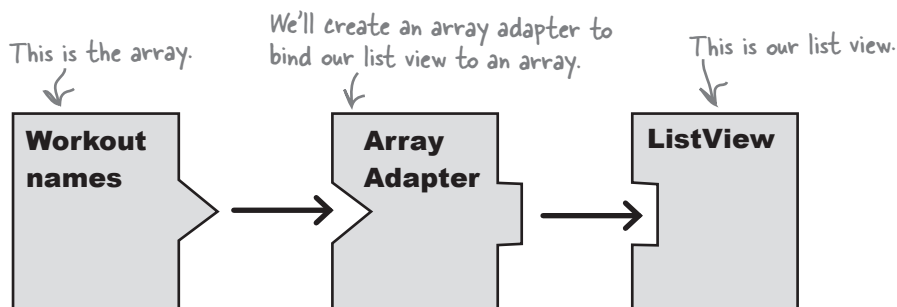 This is the array.
We'll create an array adapter to
bind our list view to an array.
This is our list view.
Workout
names
Array
Adapter
ListView